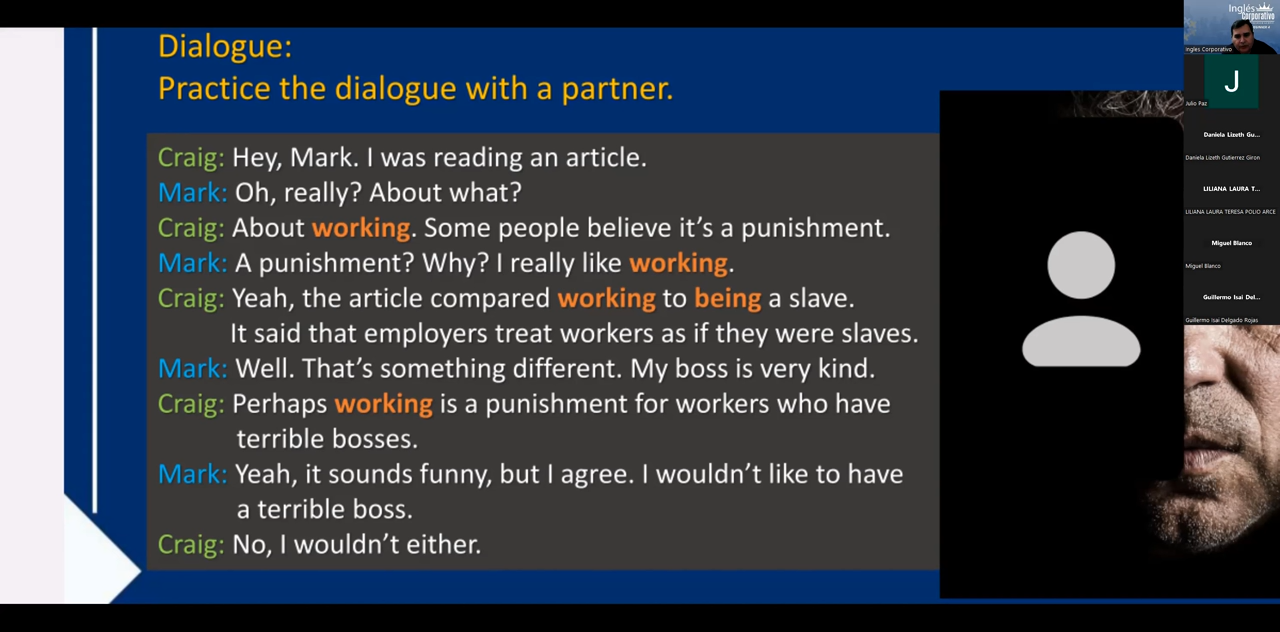 Dialogue:
Practice the dialogue with a partner.
Craig: Hey, Mark. I was reading an article.
Mark: Oh, really? About what?
Craig: About working. Some people believe it's a punishment.
Mark: A punishment? Why? I really like working.
Craig: Yeah, the article compared working to being a slave.
It said that employers treat workers as if they were slaves.
Mark: Well. That's something different. My boss is very kind.
Craig: Perhaps working is a punishment for workers who have
terrible bosses.
Mark: Yeah, it sounds funny, but I agree. I wouldn't like to have
a terrible boss.
Craig: No, I wouldn't either.
Inglés
Corporativo
Ingles Corporativo
J
Julio Paz
Daniela Lizeth Gu...
Daniela Lizeth Gutierrez Giron
LILIANA LAURA T...
LILIANA LAURA TERESA POLIO ARCE
Miguel Blanco
Miguel Blanco
Guillermo Isai Del...
Guillermo Isai Delgado Rojas